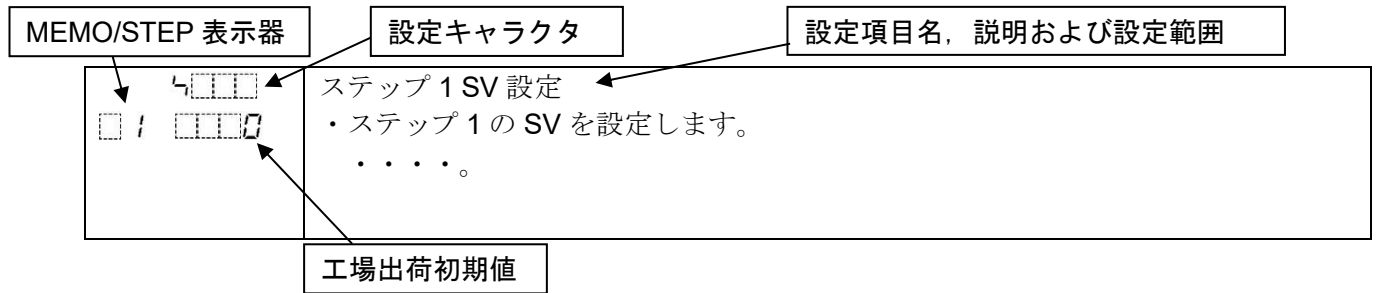 MEMO/STEP 表示器
設定キャラクタ
設定項目名，説明および設定範囲
ステップ 1 SV 設定
1 0
・ステップ 1 の SV を設定します。
・・・・。
工場出荷初期値